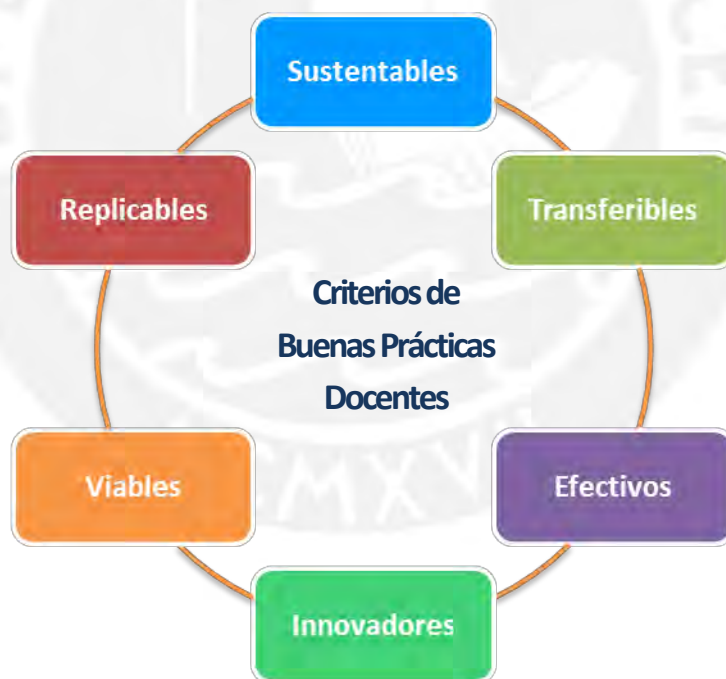 Sustentables
Replicables
Transferibles
Criterios de
Buenas Prácticas
Docentes
Viables
Efectivos
Innovadores